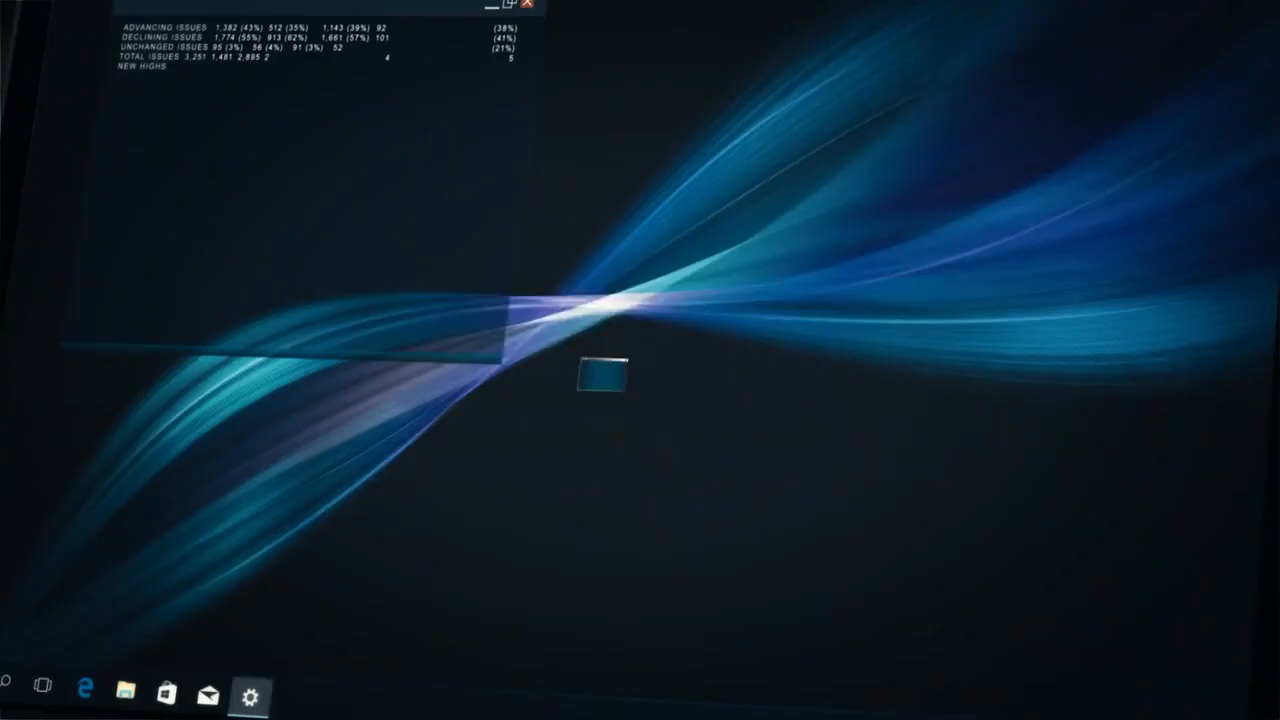 ADVANCING ISSUES 1,382 (43%) 512 (35%) 1,143 (39%) 92 (38%)
DECLINING ISSUES 1,774 (55%) 913 (62%) 1,661 (57%) 101 (41%)
UNCHANGED ISSUES 95 (3%) 56 (4%) 91 (3%) 52 (21%)
TOTAL ISSUES 3,251 1,481 2,895 2 4 5
NEW HIGHS